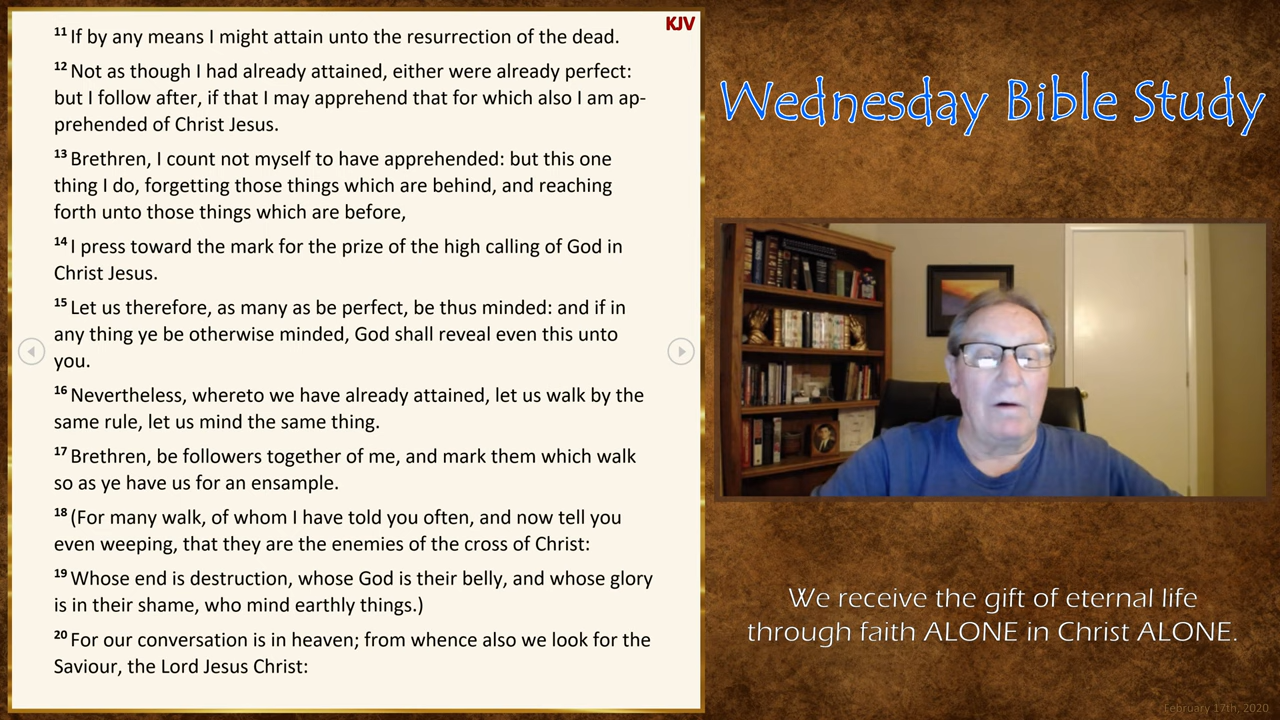 KJV
11 If by any means I might attain unto the resurrection of the dead.
12 Not as though I had already attained, either were already perfect:
but I follow after, if that I may apprehend that for which also I am ap-
prehended of Christ Jesus.
13 Brethren, I count not myself to have apprehended: but this one
thing I do, forgetting those things which are behind, and reaching
forth unto those things which are before,
14 I press toward the mark for the prize of the high calling of God in
Christ Jesus.
15 Let us therefore, as many as be perfect, be thus minded: and if in
any thing ye be otherwise minded, God shall reveal even this unto
you.
16 Nevertheless, whereto we have already attained, let us walk by the
same rule, let us mind the same thing.
17 Brethren, be followers together of me, and mark them which walk
so as ye have us for an ensample.
18 (For many walk, of whom I have told you often, and now tell you
even weeping, that they are the enemies of the cross of Christ:
19 Whose end is destruction, whose God is their belly, and whose glory
is in their shame, who mind earthly things.)
20 For our conversation is in heaven; from whence also we look for the
Saviour, the Lord Jesus Christ:
Wednesday Bible Study
We receive the gift of eternal life
through faith ALONE in Christ ALONE.
February 17th, 2020